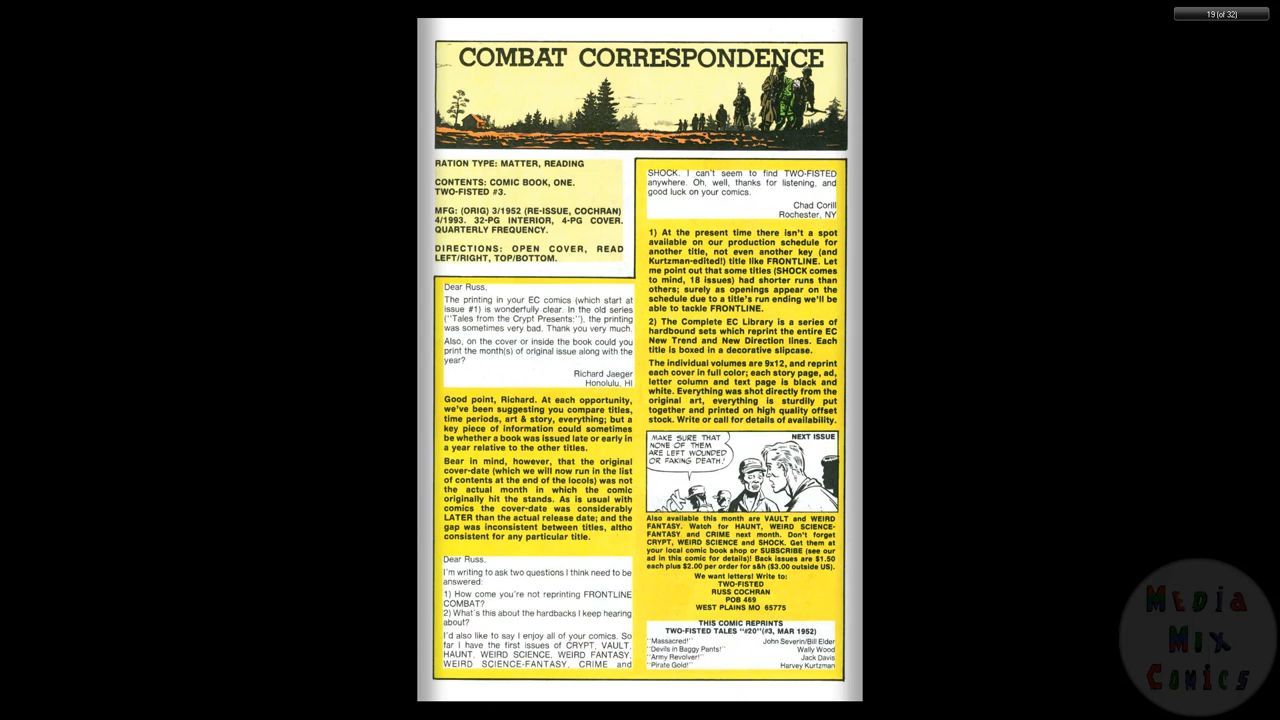 19 (of 32)
COMBAT CORRESPONDENCE
RATION TYPE: MATTER, READING
CONTENTS: COMIC BOOK, ONE.
TWO-FISTED #3.
MFG: (ORIG) 3/1952 (RE-ISSUE, COCHRAN)
4/1993. 32-PG INTERIOR, 4-PG COVER.
QUARTERLY FREQUENCY.
DIRECTIONS: OPEN COVER, READ
LEFT/RIGHT, TOP/BOTTOM.
Dear Russ,
The printing in your EC comics (which start at
issue #1) is wonderfully clear. In the old series
("Tales from the Crypt Presents:"), the printing
was sometimes very bad. Thank you very much.
Also, on the cover or inside the book could you
print the month(s) of original issue along with the
year?
Richard Jaeger
Honolulu, HI
Good point, Richard. At each opportunity,
we've been suggesting you compare titles,
time periods, art & story, everything; but a
key piece of information could sometimes
be whether a book was issued late or early in
a year relative to the other titles.
Bear in mind, however, that the original
cover-date (which we will now run in the list
of contents at the end of the locols) was not
the actual month in which the comic
originally hit the stands. As is usual with
comics the cover-date was considerably
LATER than the actual release date; and the
gap was inconsistent between titles, altho
consistent for any particular title.
Dear Russ,
I'm writing to ask two questions I think need to be
answered:
1) How come you're not reprinting FRONTLINE
COMBAT?
2) What's this about the hardbacks I keep hearing
about?
I'd also like to say I enjoy all of your comics. So
far I have the first issues of CRYPT, VAULT,
HAUNT, WEIRD SCIENCE, WEIRD FANTASY,
WEIRD SCIENCE-FANTASY, CRIME and
SHOCK. I can't seem to find TWO-FISTED
anywhere. Oh, well, thanks for listening, and
good luck on your comics.
Chad Corill
Rochester, NY
1) At the present time there isn't a spot
available on our production schedule for
another title, not even another key (and
Kurtzman-edited!) title like FRONTLINE. Let
me point out that some titles (SHOCK comes
to mind, 18 issues) had shorter runs than
others; surely as openings appear on the
schedule due to a title's run ending we'll be
able to tackle FRONTLINE.
2) The Complete EC Library is a series of
hardbound sets which reprint the entire EC
New Trend and New Direction lines. Each
title is boxed in a decorative slipcase.
The individual volumes are 9x12, and reprint
each cover in full color; each story page, ad,
letter column and text page is black and
white. Everything was shot directly from the
original art, everything is sturdily put
together and printed on high quality offset
stock. Write or call for details of availability.
MAKE SURE THAT
NONE OF THEM
ARE LEFT WOUNDED
OR FAKING DEATH!
NEXT ISSUE
Also available this month are VAULT and WEIRD
FANTASY. Watch for HAUNT, WEIRD SCIENCE-
FANTASY and CRIME next month. Don't forget
CRYPT, WEIRD SCIENCE and SHOCK. Get them at
your local comic book shop or SUBSCRIBE (see our
ad in this comic for details)! Back issues are $1.50
each plus $2.00 per order for s&h ($3.00 outside US).
We want letters! Write to:
TWO-FISTED
RUSS COCHRAN
POB 469
WEST PLAINS MO 65775
THIS COMIC REPRINTS
TWO-FISTED TALES "#20"(#3, MAR 1952)
"Massacred!" John Severin/Bill Elder
"Devils in Baggy Pants!" Wally Wood
"Army Revolver!" Jack Davis
"Pirate Gold!" Harvey Kurtzman
MEDIA
MIX
COMICS